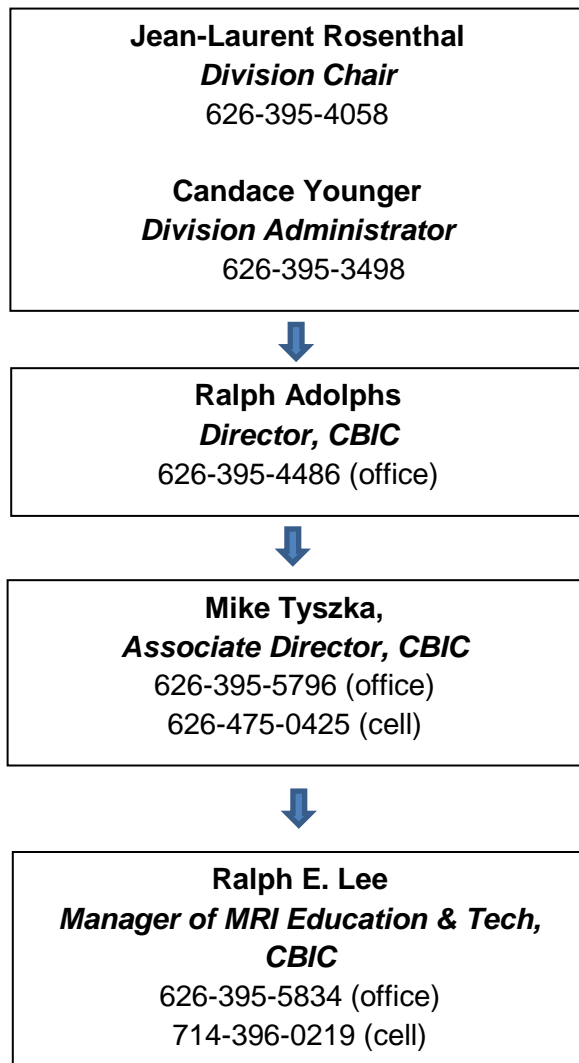 Jean-Laurent Rosenthal
Division Chair
626-395-4058
Candace Younger
Division Administrator
626-395-3498
Ralph Adolphs
Director, CBIC
626-395-4486 (office)
Mike Tyszka,
Associate Director, CBIC
626-395-5796 (office)
626-475-0425 (cell)
Ralph E. Lee
Manager of MRI Education & Tech,
CBIC
626-395-5834 (office)
714-396-0219 (cell)